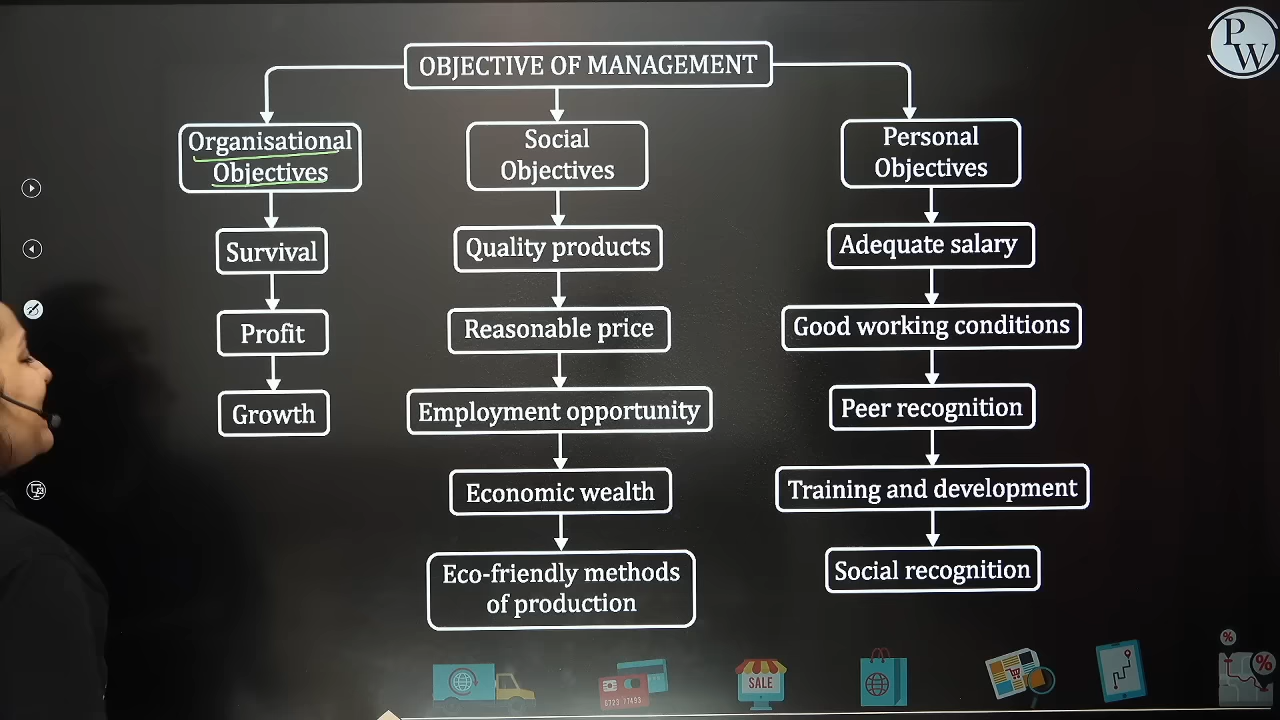 OBJECTIVE OF MANAGEMENT
Organisational
Objectives
Survival
Profit
Growth
Social
Objectives
Quality products
Reasonable price
Employment opportunity
Economic wealth
Eco-friendly methods
of production
Personal
Objectives
Adequate salary
Good working conditions
Peer recognition
Training and development
Social recognition
PW
SALE
%
%